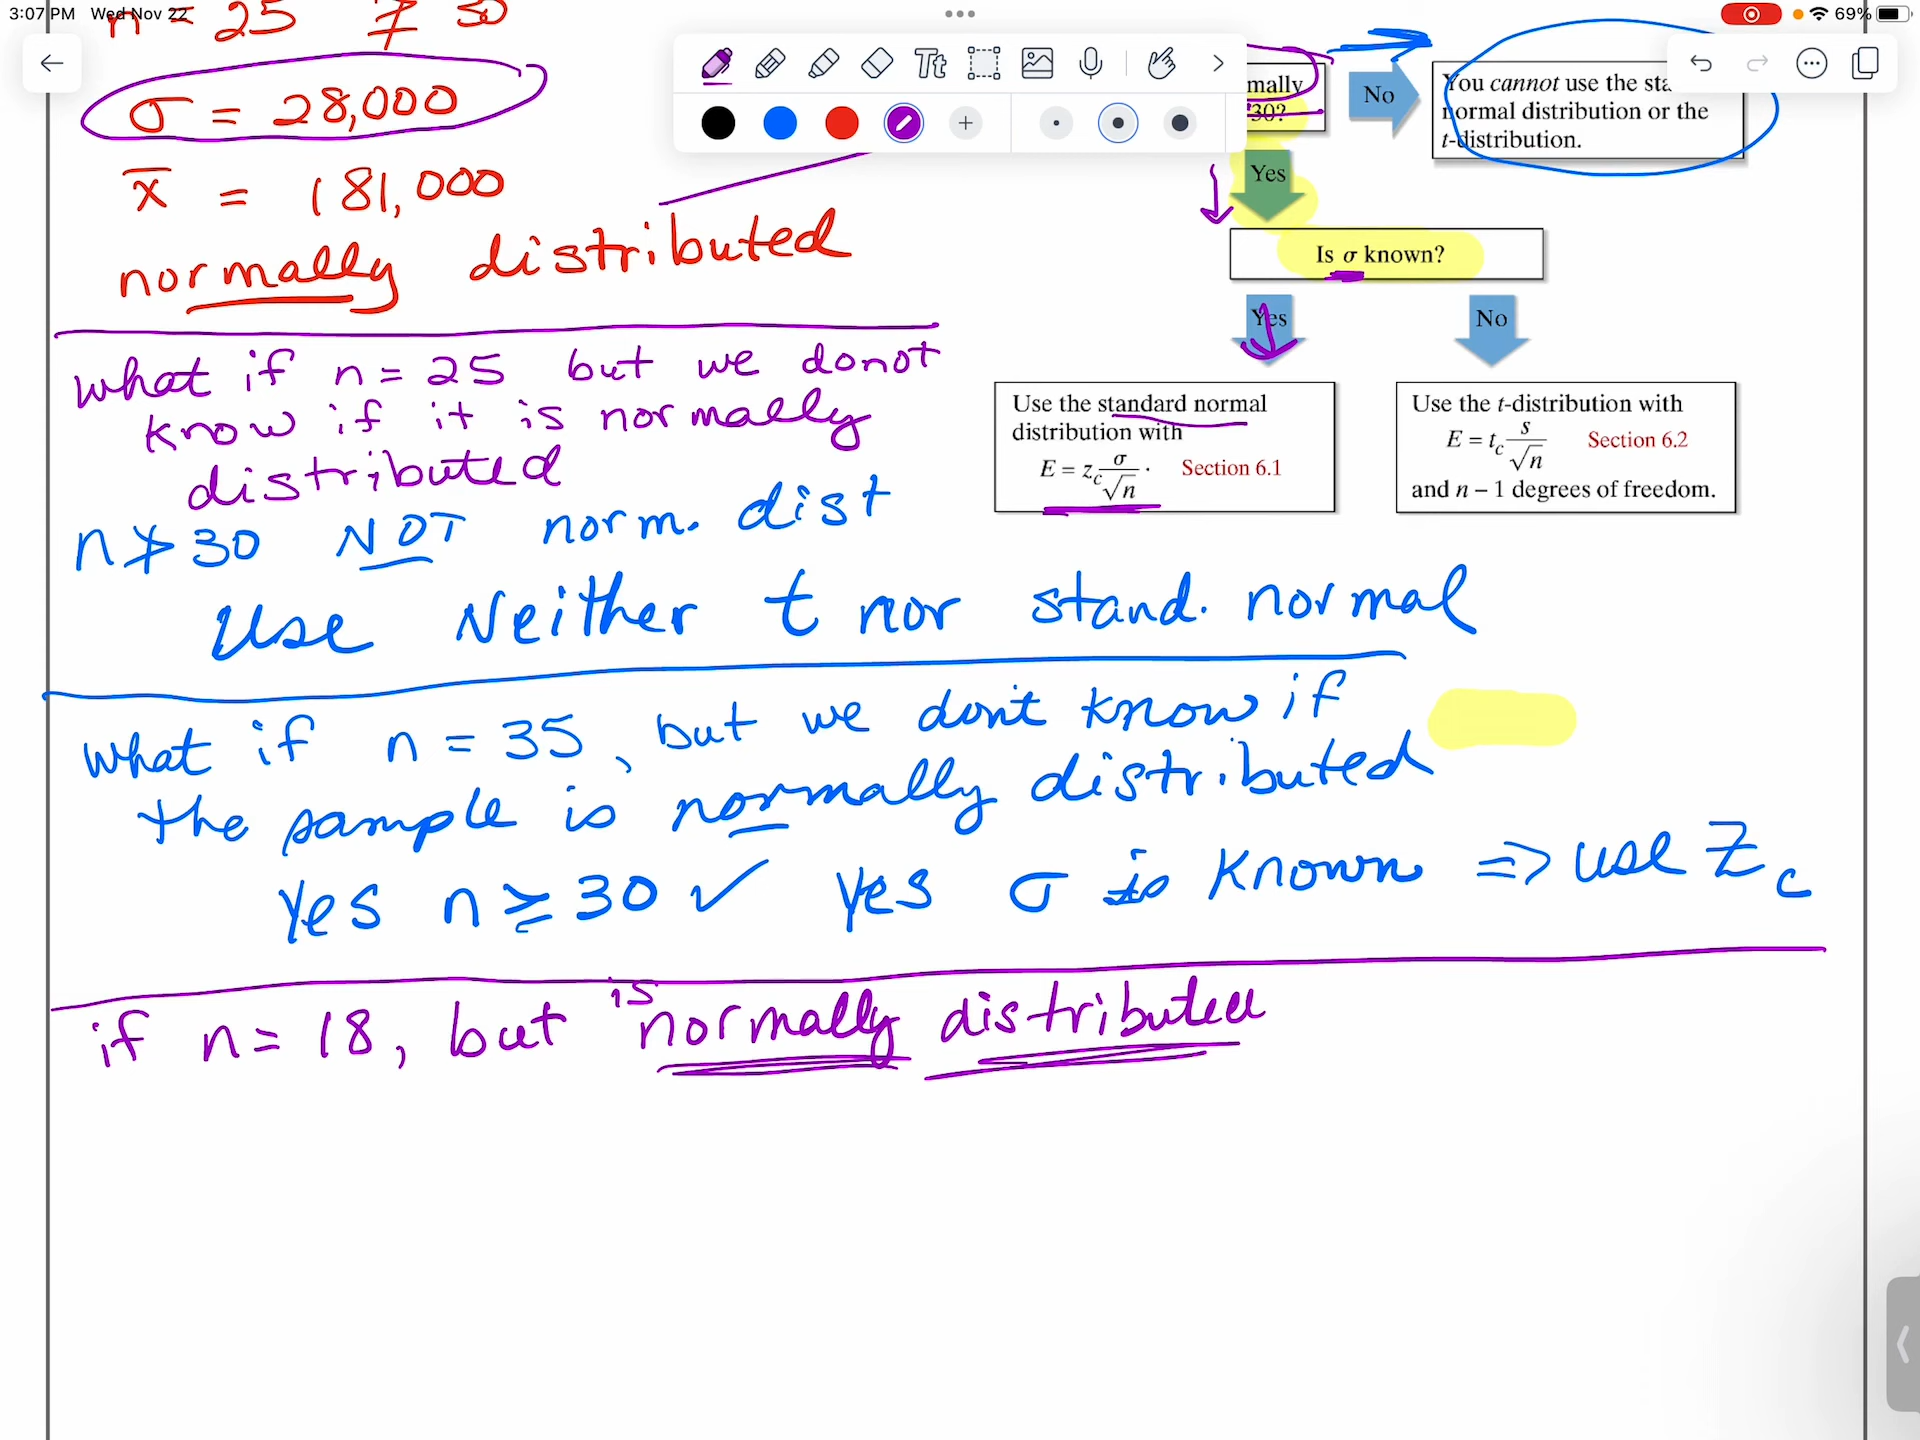 3:07 PM Wed Nov 22
69%
n = 25 ≱ 30
σ = 28,000
x̄ = 181,000
normally distributed
what if n = 25 but we donot
know if it is normally
distributed
n ≯ 30 NOT norm. dist
Use Neither t nor stand. normal
what if n = 35, but we don't know if
the sample is normally distributed
Yes n ≥ 30 ✓ Yes σ is known => use Zc
if n = 18, but is normally distributed
Tt
mally
30?
No
You cannot use the sta
normal distribution or the
t-distribution.
Yes
Is σ known?
Yes
No
Use the standard normal
distribution with
E = zc σ/√n . Section 6.1
Use the t-distribution with
E = tc s/√n Section 6.2
and n – 1 degrees of freedom.